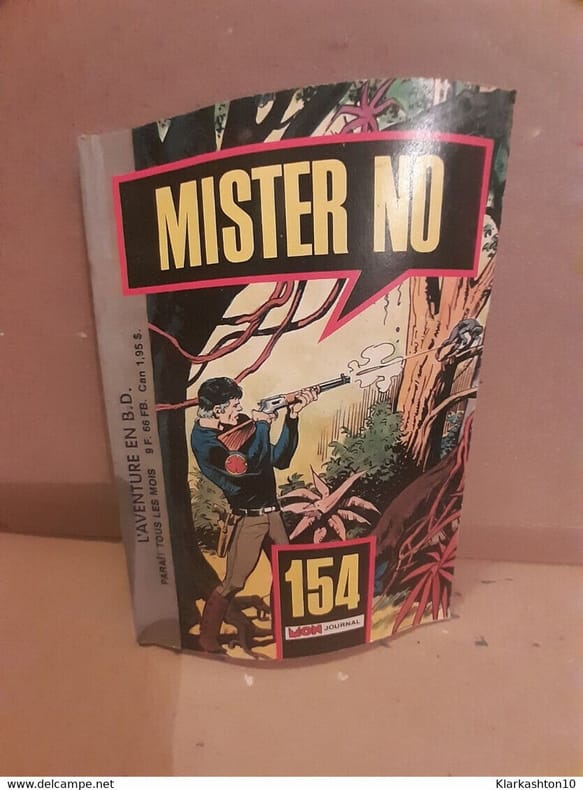 MISTER NO
L'AVENTURE EN B.D.
PARAÎT TOUS LES MOIS 9 F. 66 FB. Can 1,95 $.
154
MON JOURNAL
www.delcampe.net
Klarkashton10